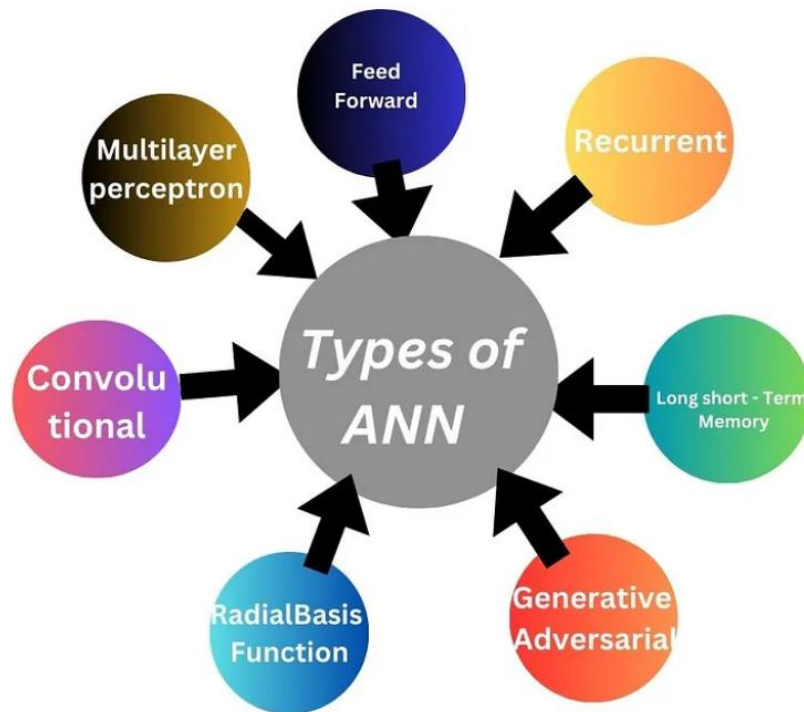 Feed
Forward
Recurrent
Multilayer
perceptron
Types of
ANN
Convolu
tional
Long short - Term
Memory
RadialBasis
Function
Generative
Adversarial